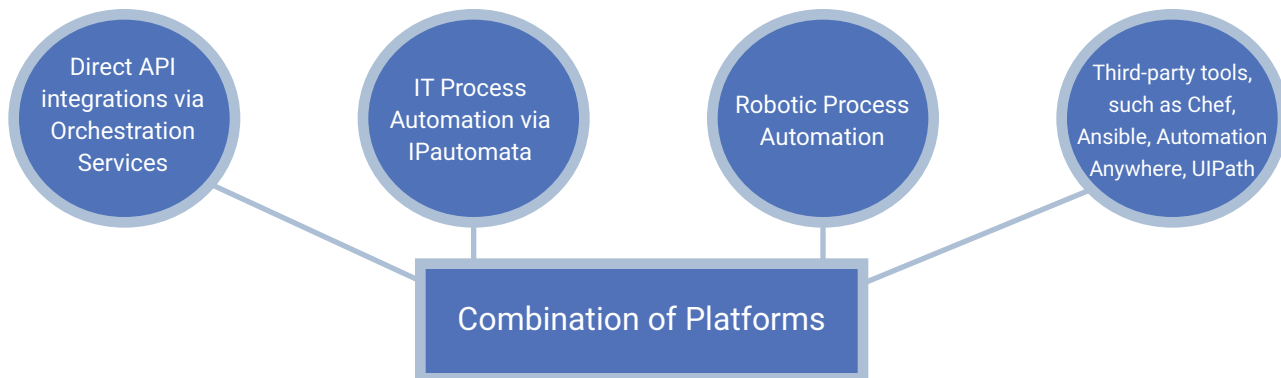 Direct API
integrations via
Orchestration
Services
IT Process
Automation via
IPautomata
Robotic Process
Automation
Third-party tools,
such as Chef,
Ansible, Automation
Anywhere, UIPath
Combination of Platforms